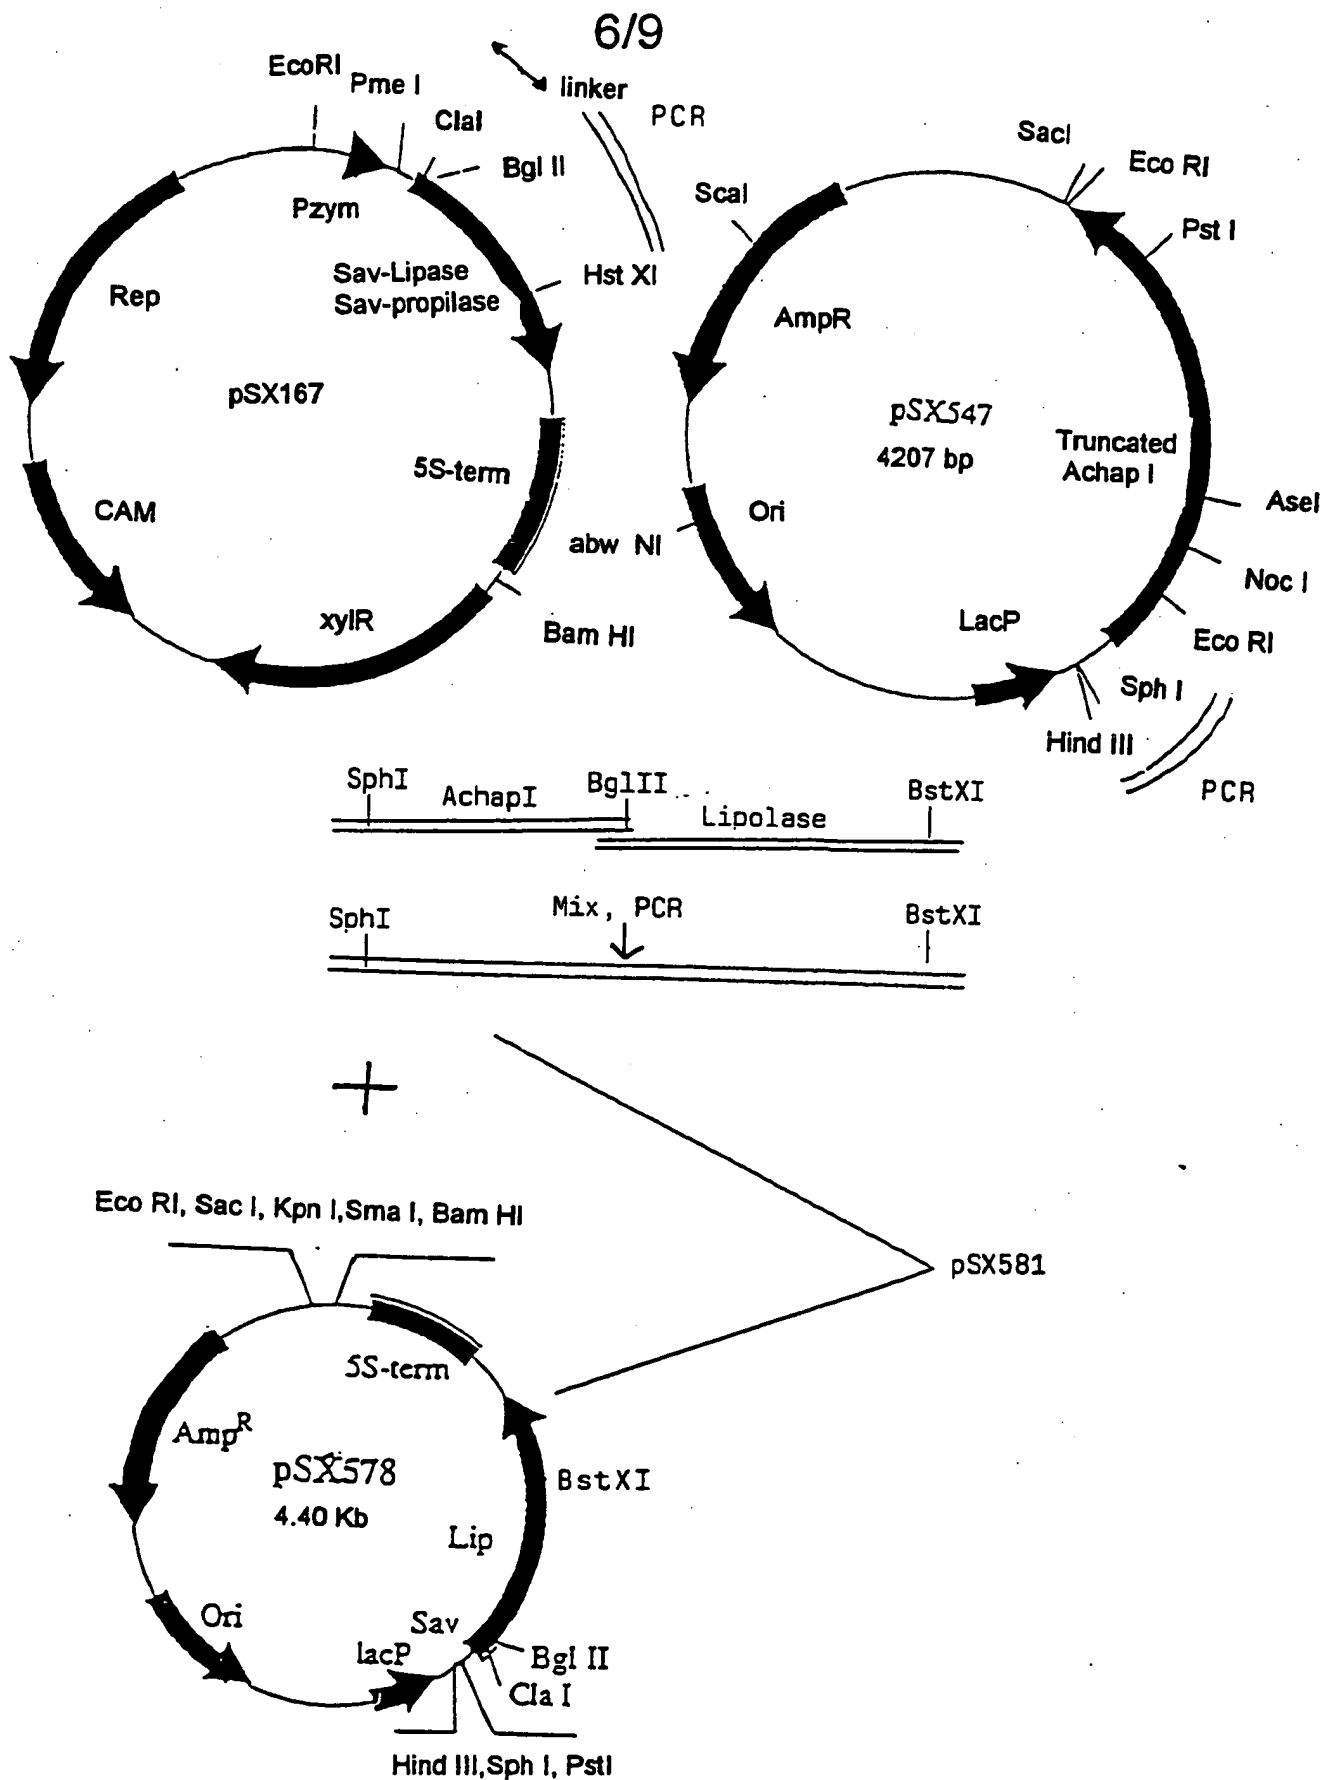 6/9
EcoRI
Pme I
ClaI
Bgl II
linker
PCR
Pzym
Sav-Lipase
Sav-propilase
Hst XI
Rep
pSX167
5S-term
CAM
xylR
Bam HI
SacI
Eco RI
ScaI
Pst I
AmpR
pSX547
4207 bp
Truncated
Achap I
AseI
Ori
abw NI
Noc I
LacP
Eco RI
Sph I
Hind III
PCR
SphI
AchapI
BglII
Lipolase
BstXI
SphI
Mix, PCR
BstXI
+
Eco RI, Sac I, Kpn I,Sma I, Bam HI
pSX581
5S-term
Amp^R
pSX578
4.40 Kb
BstXI
Lip
Ori
Sav
lacP
Bgl II
Cla I
Hind III,Sph I, PstI